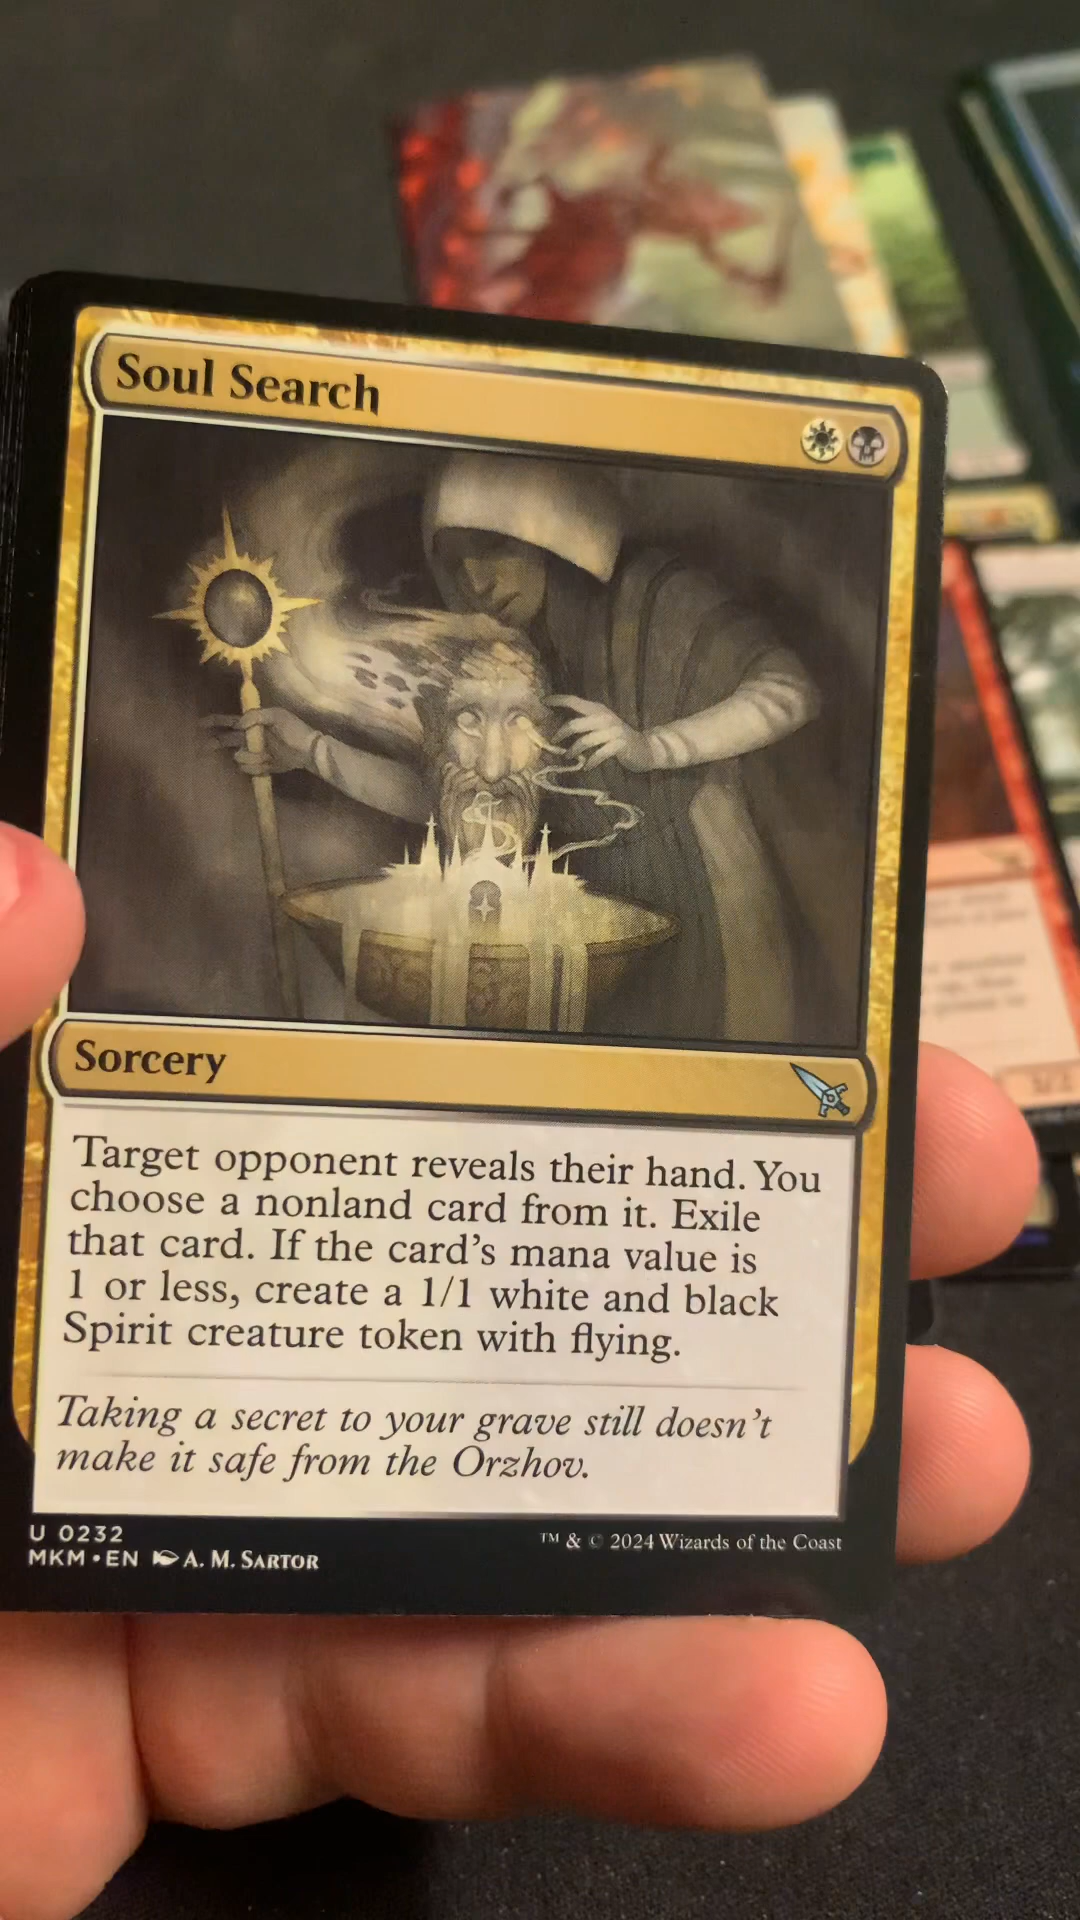 Soul Search
Sorcery
Target opponent reveals their hand. You
choose a nonland card from it. Exile
that card. If the card's mana value is
1 or less, create a 1/1 white and black
Spirit creature token with flying.
Taking a secret to your grave still doesn't
make it safe from the Orzhov.
U 0232
MKM • EN A. M. SARTOR
™ & © 2024 Wizards of the Coast